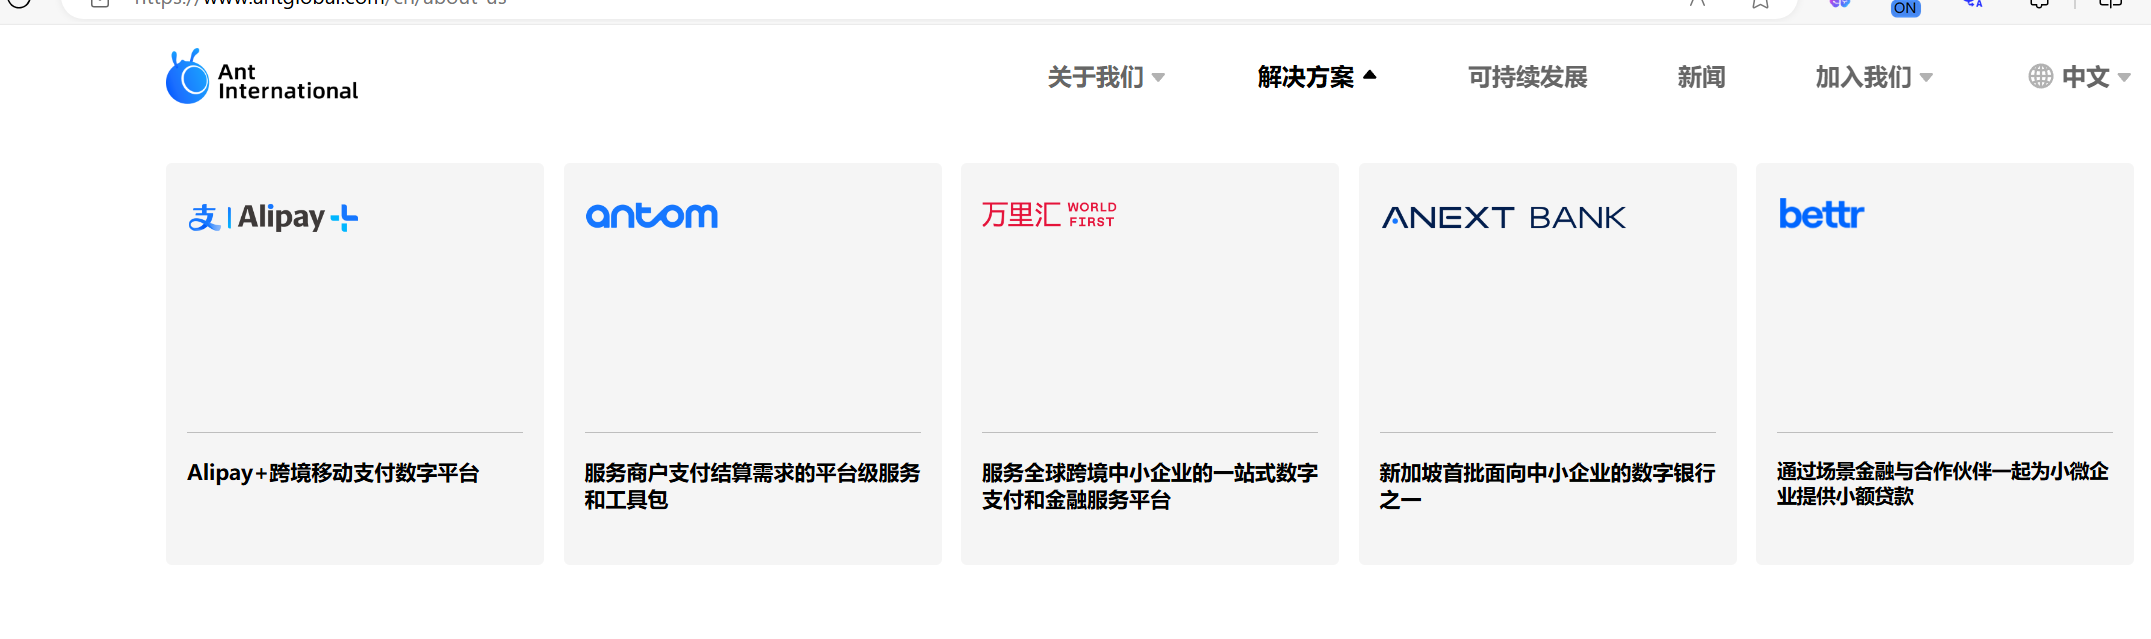 https://www.antglobal.com/cn/about-us
ON
Ant
International
关于我们
解决方案
可持续发展
新闻
加入我们
中文
支 Alipay+
antom
万里汇 WORLD
FIRST
ANEXT BANK
bettr
Alipay+跨境移动支付数字平台
服务商户支付结算需求的平台级服务
和工具包
服务全球跨境中小企业的一站式数字
支付和金融服务平台
新加坡首批面向中小企业的数字银行
之一
通过场景金融与合作伙伴一起为小微企
业提供小额贷款